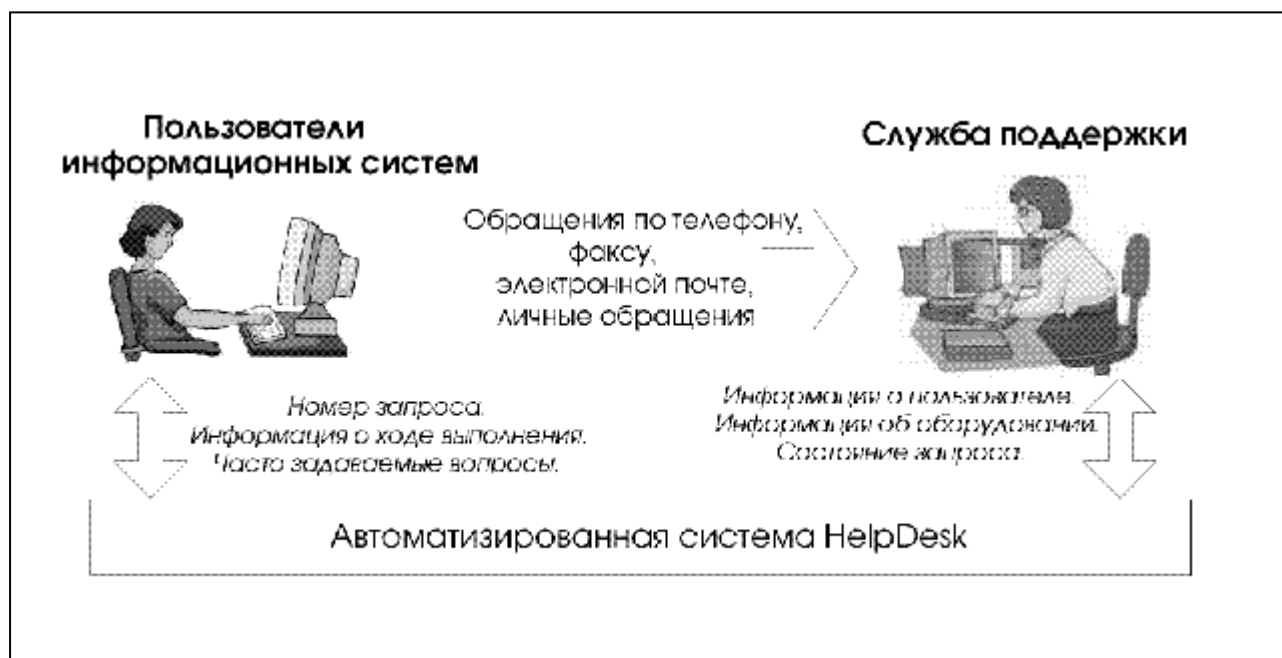 Пользователи
информационных систем
Служба поддержки
Обращения по телефону,
факсу,
электронной почте,
личные обращения
Номер запроса.
Информация о ходе выполнения.
Часто задаваемые вопросы.
Информация о пользователе.
Информация об оборудовании.
Состояние запроса.
Автоматизированная система HelpDesk